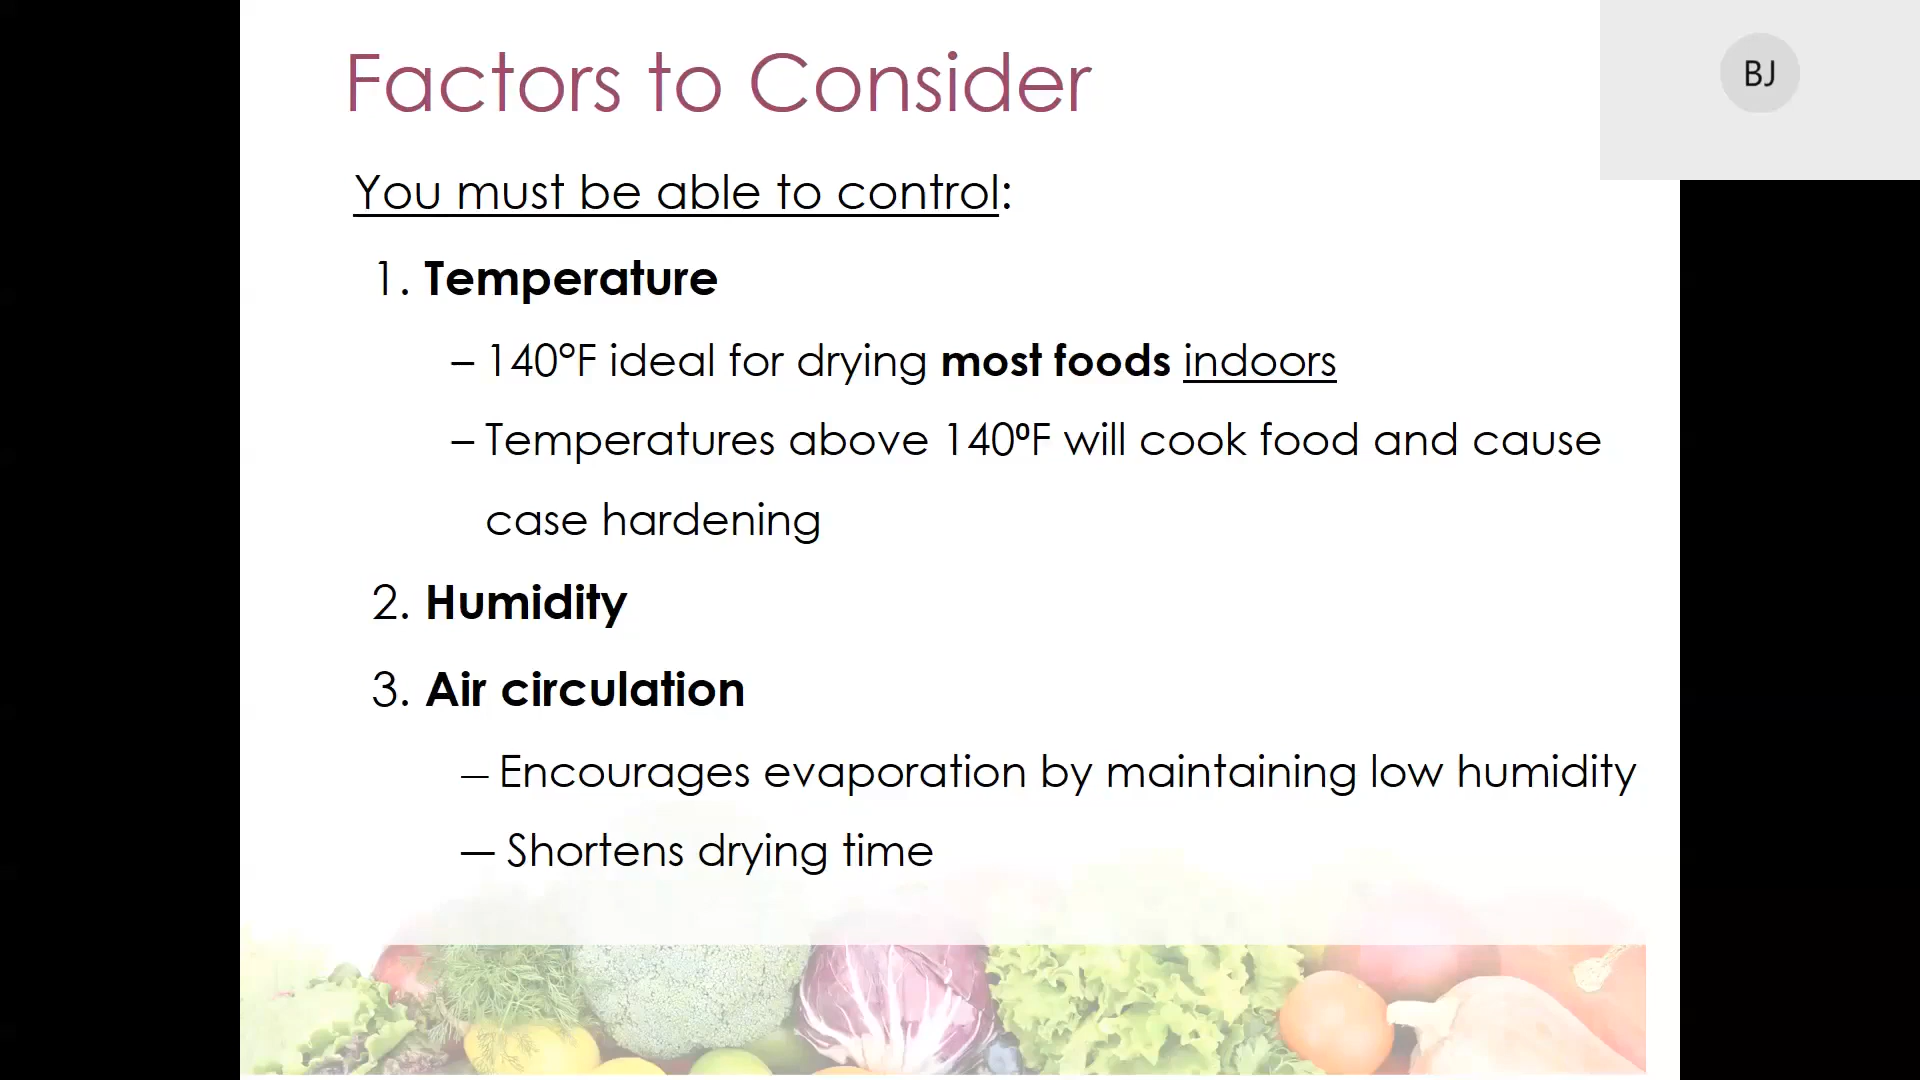 Factors to Consider
BJ
You must be able to control:
1. Temperature
– 140°F ideal for drying most foods indoors
– Temperatures above 140ºF will cook food and cause
case hardening
2. Humidity
3. Air circulation
— Encourages evaporation by maintaining low humidity
— Shortens drying time